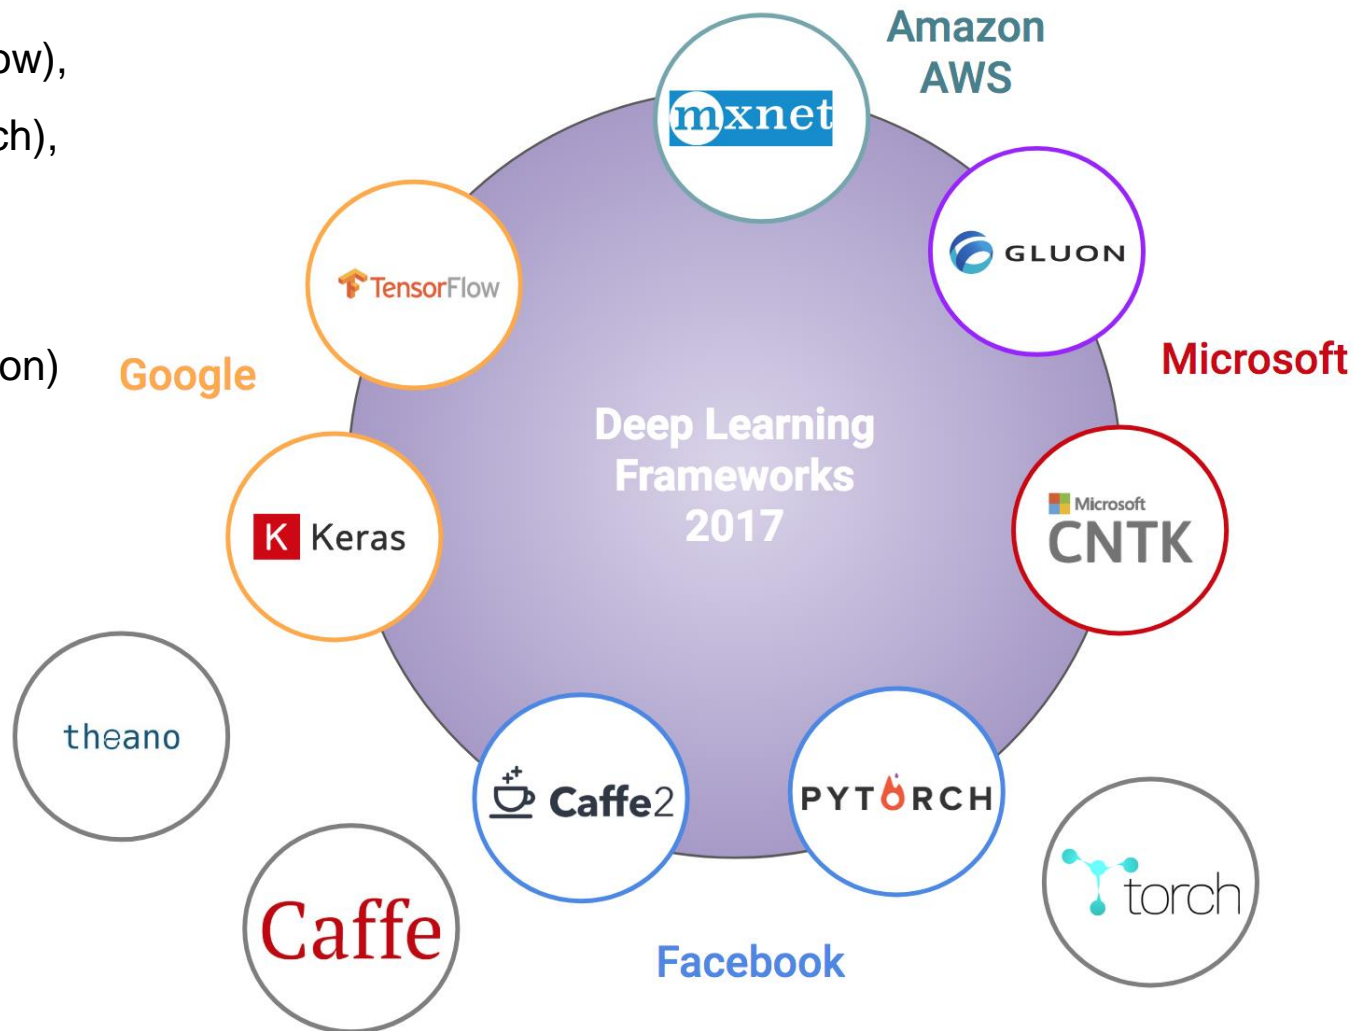 ow),
ch),
on)
Amazon
AWS
mxnet
GLUON
TensorFlow
Google
Microsoft
Deep Learning
Frameworks
2017
K Keras
Microsoft
CNTK
theano
Caffe2
PYTORCH
torch
Caffe
Facebook